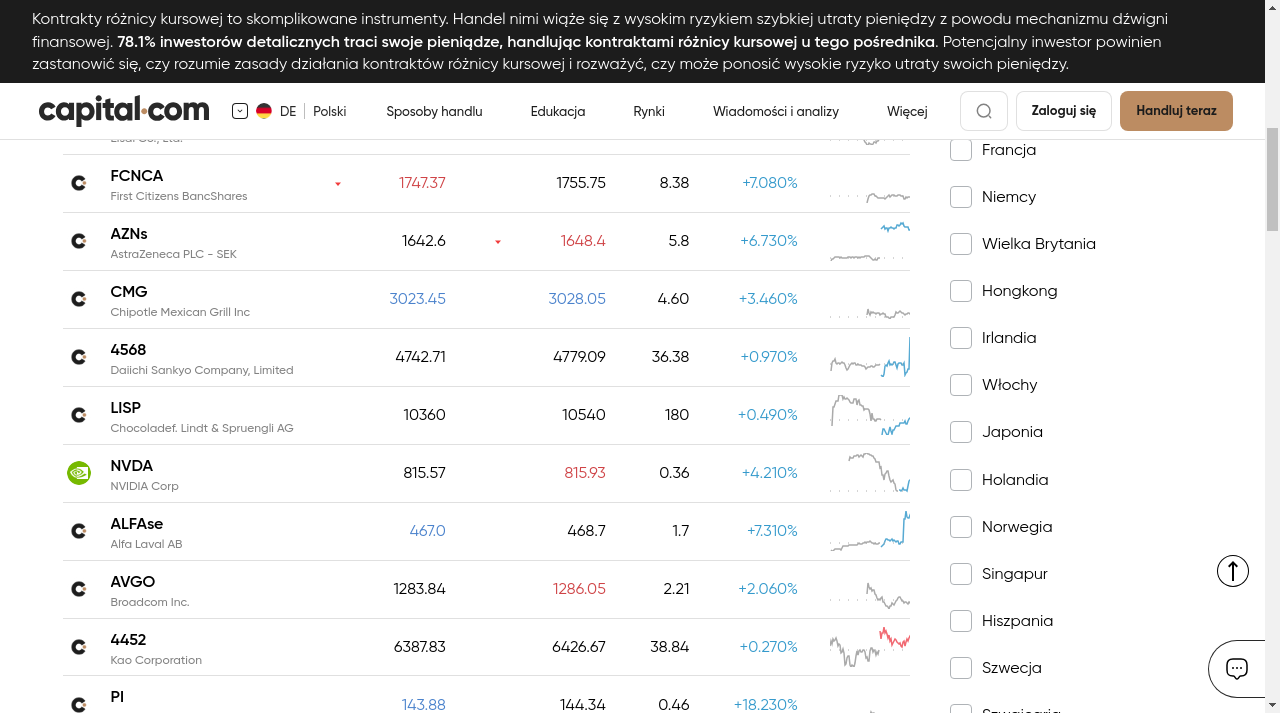 Kontrakty różnicy kursowej to skomplikowane instrumenty. Handel nimi wiąże się z wysokim ryzykiem szybkiej utraty pieniędzy z powodu mechanizmu dźwigni
finansowej. 78.1% inwestorów detalicznych traci swoje pieniądze, handlując kontraktami różnicy kursowej u tego pośrednika. Potencjalny inwestor powinien
zastanowić się, czy rozumie zasady działania kontraktów różnicy kursowej i rozważyć, czy może ponosić wysokie ryzyko utraty swoich pieniędzy.
capital.com DE Polski Sposoby handlu Edukacja Rynki Wiadomości i analizy Więcej Zaloguj się Handluj teraz
Eisai Co., Ltd.
Francja
FCNCA 1747.37 1755.75 8.38 +7.080%
First Citizens BancShares
Niemcy
AZNs 1642.6 1648.4 5.8 +6.730%
AstraZeneca PLC - SEK
Wielka Brytania
CMG 3023.45 3028.05 4.60 +3.460%
Chipotle Mexican Grill Inc
Hongkong
Irlandia
4568 4742.71 4779.09 36.38 +0.970%
Daiichi Sankyo Company, Limited
Włochy
LISP 10360 10540 180 +0.490%
Chocoladef. Lindt & Spruengli AG
Japonia
NVDA 815.57 815.93 0.36 +4.210%
NVIDIA Corp
Holandia
ALFAse 467.0 468.7 1.7 +7.310%
Alfa Laval AB
Norwegia
Singapur
AVGO 1283.84 1286.05 2.21 +2.060%
Broadcom Inc.
Hiszpania
4452 6387.83 6426.67 38.84 +0.270%
Kao Corporation
Szwecja
PI 143.88 144.34 0.46 +18.230%
Szwajcaria